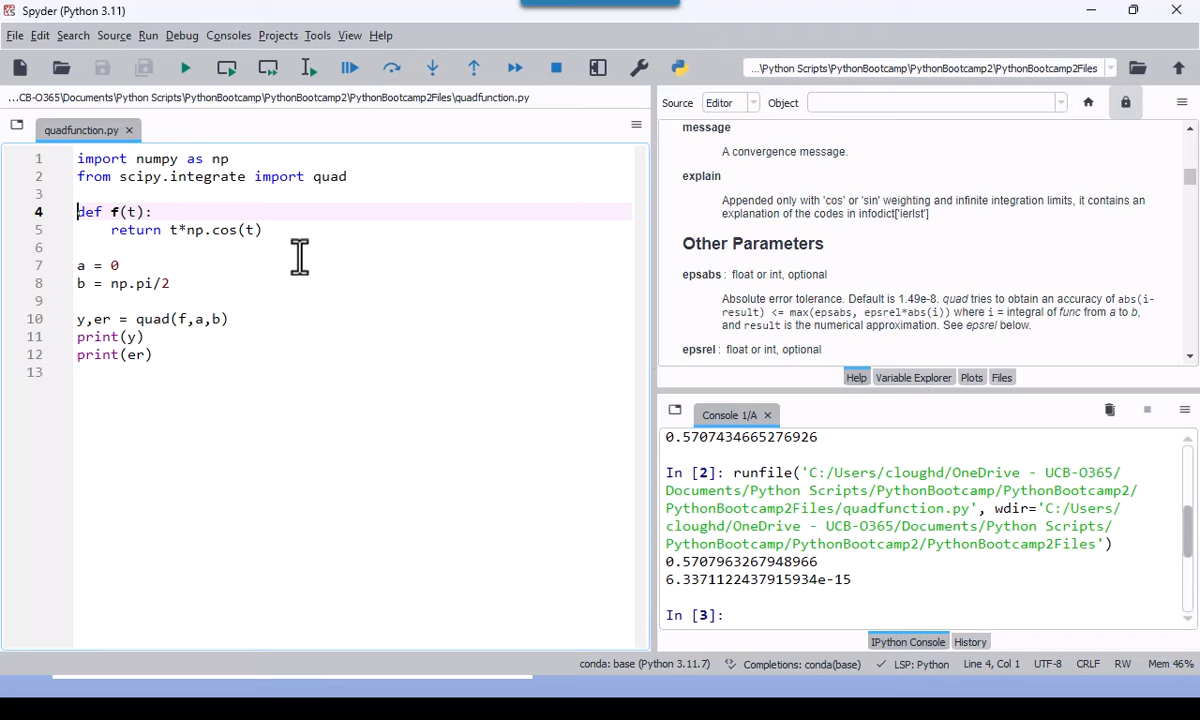 Spyder (Python 3.11)
File Edit Search Source Run Debug Consoles Projects Tools View Help
...\Python Scripts\PythonBootcamp\PythonBootcamp2\PythonBootcamp2Files
...CB-O365\Documents\Python Scripts\PythonBootcamp\PythonBootcamp2\PythonBootcamp2Files\quadfunction.py
quadfunction.py
1 import numpy as np
2 from scipy.integrate import quad
3
4 def f(t):
5 return t*np.cos(t)
6
7 a = 0
8 b = np.pi/2
9
10 y,er = quad(f,a,b)
11 print(y)
12 print(er)
13
Source Editor Object
message
A convergence message.
explain
Appended only with 'cos' or 'sin' weighting and infinite integration limits, it contains an
explanation of the codes in infodict['ierlst']
Other Parameters
epsabs : float or int, optional
Absolute error tolerance. Default is 1.49e-8. quad tries to obtain an accuracy of abs(i-
result) <= max(epsabs, epsrel*abs(i)) where i = integral of func from a to b,
and result is the numerical approximation. See epsrel below.
epsrel : float or int, optional
Help Variable Explorer Plots Files
Console 1/A
0.5707434665276926
In [2]: runfile('C:/Users/cloughd/OneDrive - UCB-O365/
Documents/Python Scripts/PythonBootcamp/PythonBootcamp2/
PythonBootcamp2Files/quadfunction.py', wdir='C:/Users/
cloughd/OneDrive - UCB-O365/Documents/Python Scripts/
PythonBootcamp/PythonBootcamp2/PythonBootcamp2Files')
0.5707963267948966
6.3371122437915934e-15
In [3]:
IPython Console History
conda: base (Python 3.11.7) Completions: conda(base) LSP: Python Line 4, Col 1 UTF-8 CRLF RW Mem 46%